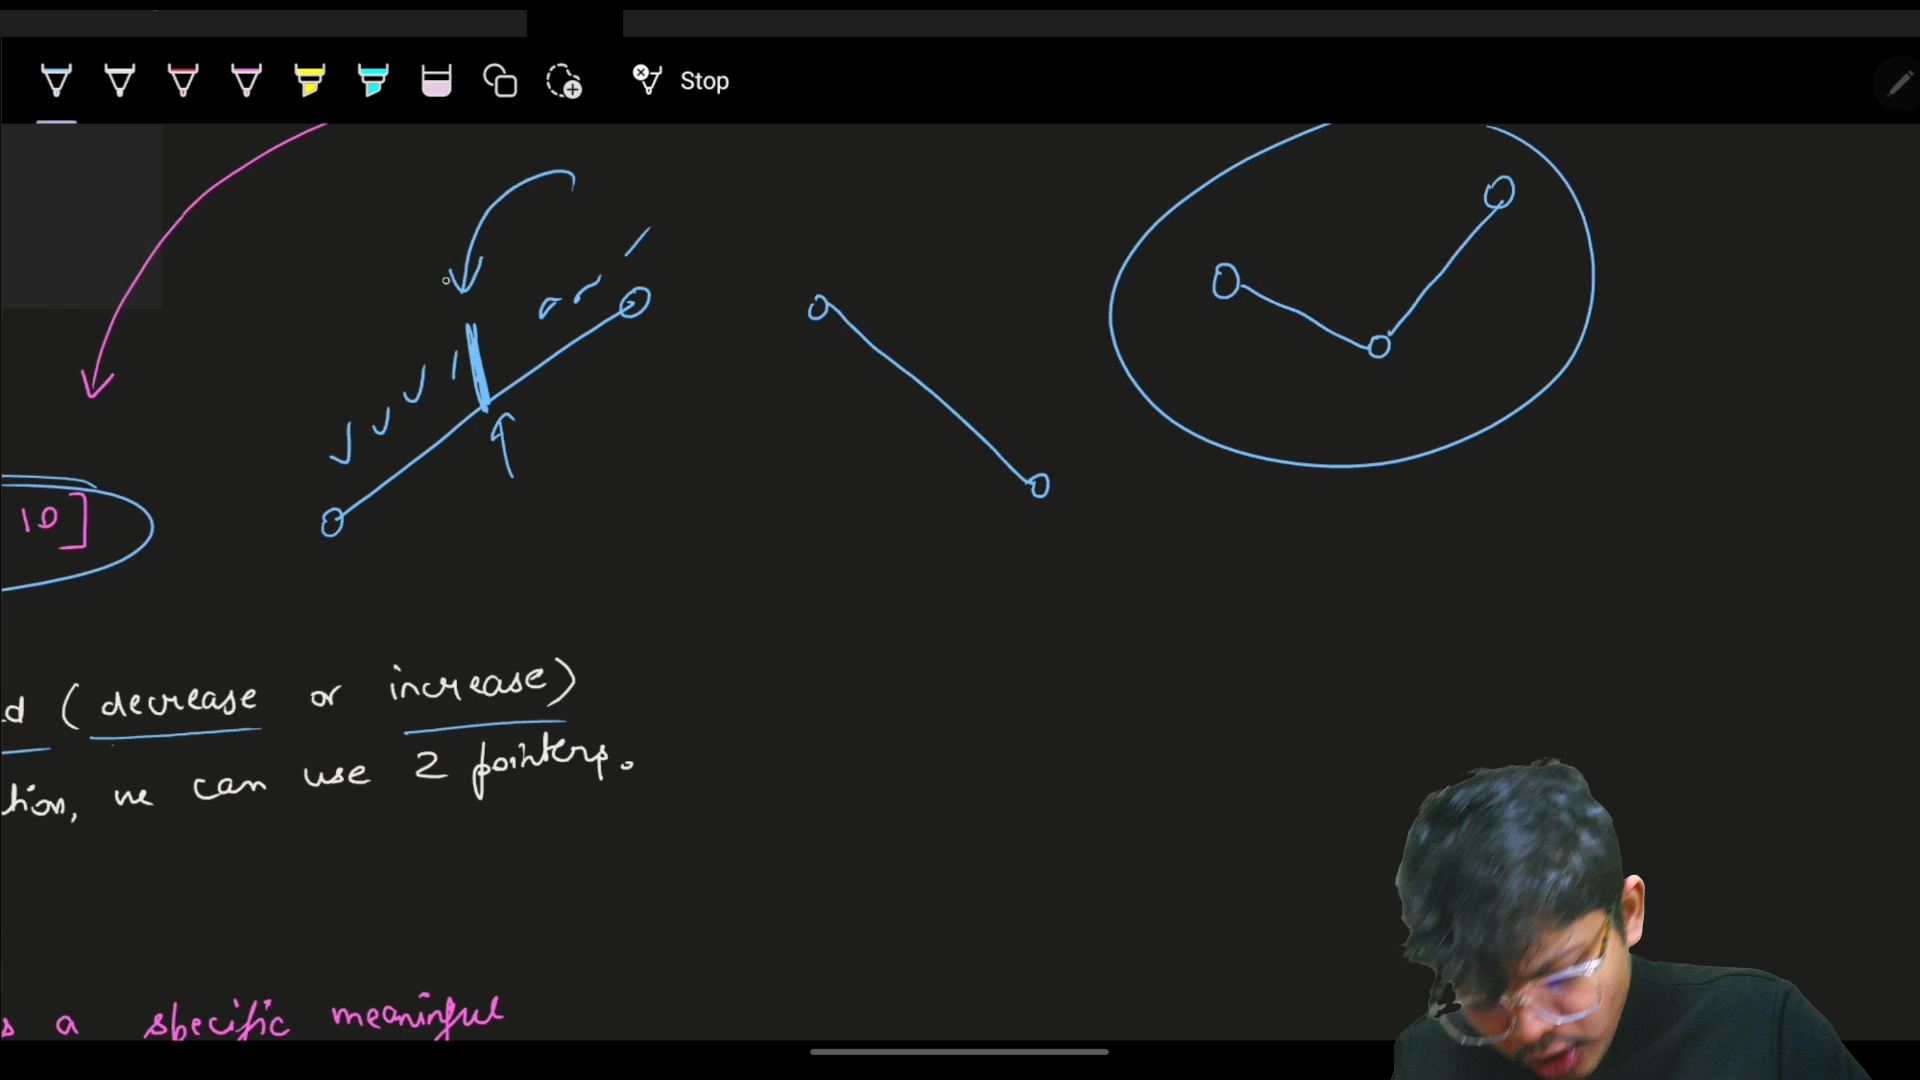 Stop
10]
d (decrease or increase)
tion, we can use 2 pointers.
s a specific meaningful